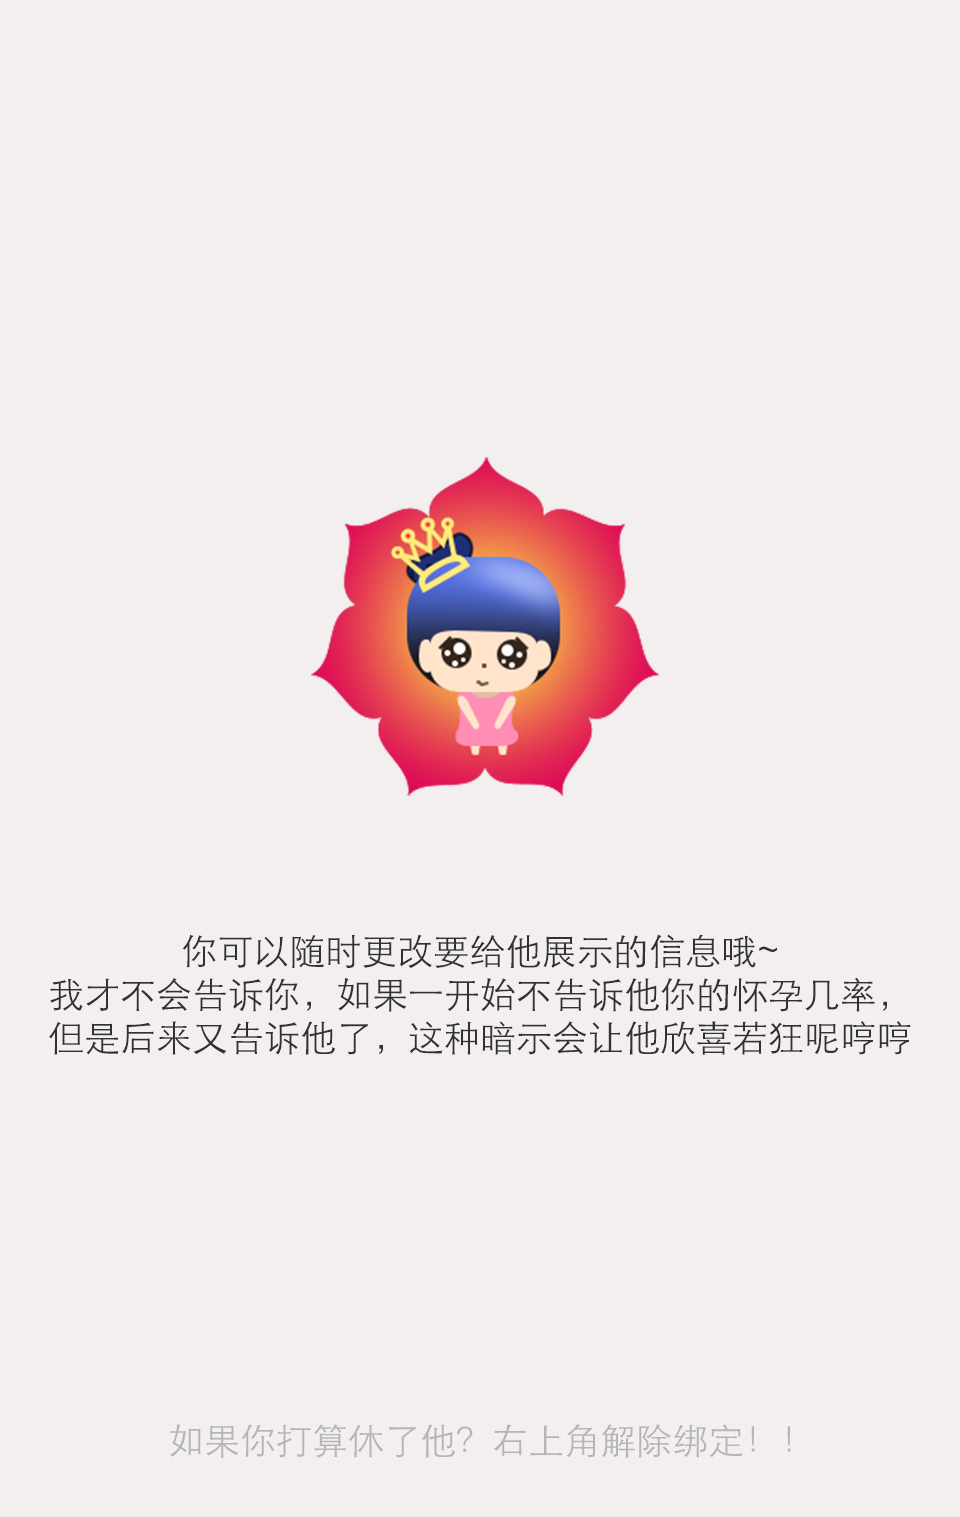 你可以随时更改要给他展示的信息哦~
我才不会告诉你，如果一开始不告诉他你的怀孕几率，
但是后来又告诉他了，这种暗示会让他欣喜若狂呢哼哼
如果你打算休了他？右上角解除绑定！！